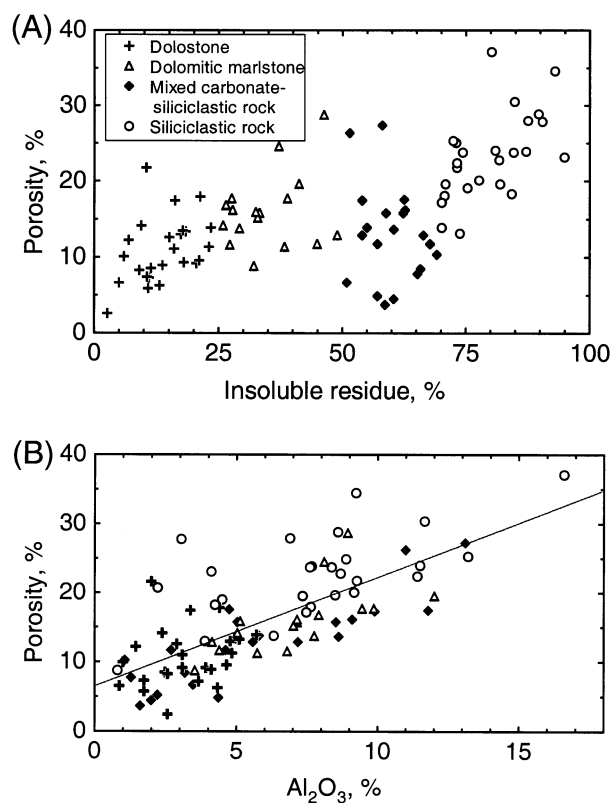 (A)
40
30
20
10
0
Porosity, %
Dolostone
Dolomitic marlstone
Mixed carbonate-
siliciclastic rock
Siliciclastic rock
0 25 50 75 100
Insoluble residue, %
(B)
40
30
20
10
0
Porosity, %
0 5 10 15
Al₂O₃, %